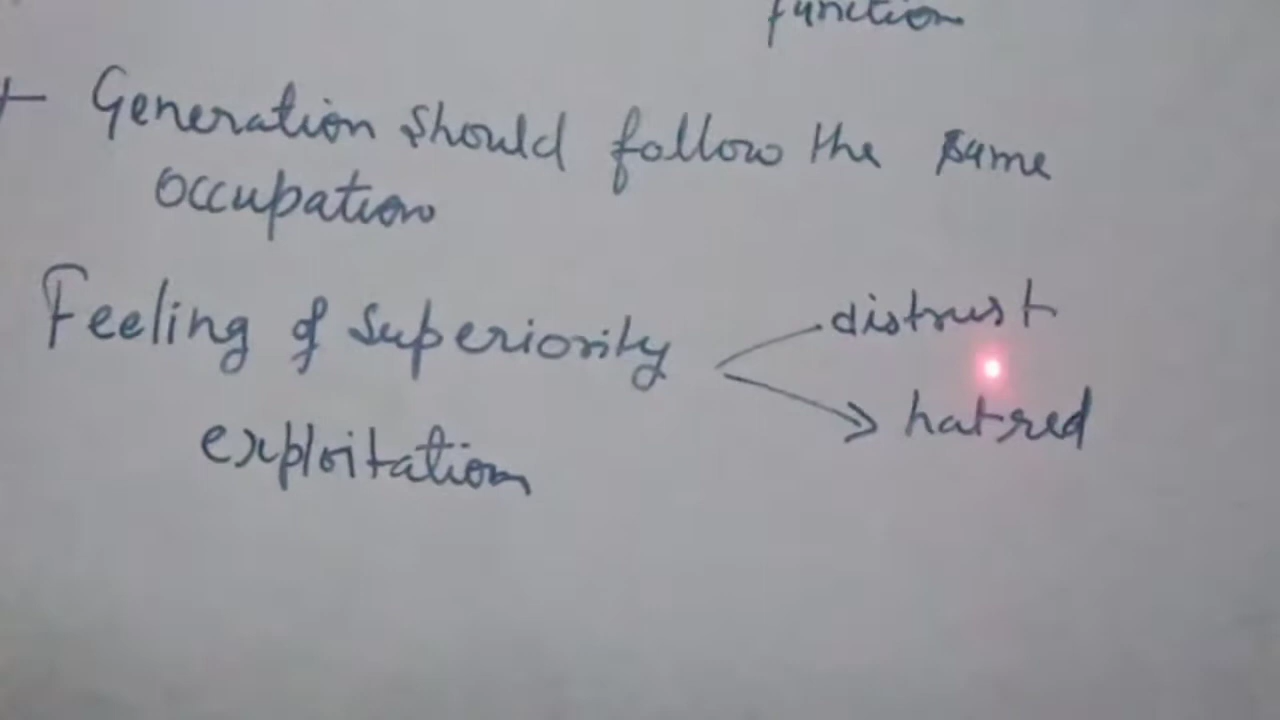 function
Generation should follow the same
occupation
Feeling of superiority
distrust
hatred
exploitation